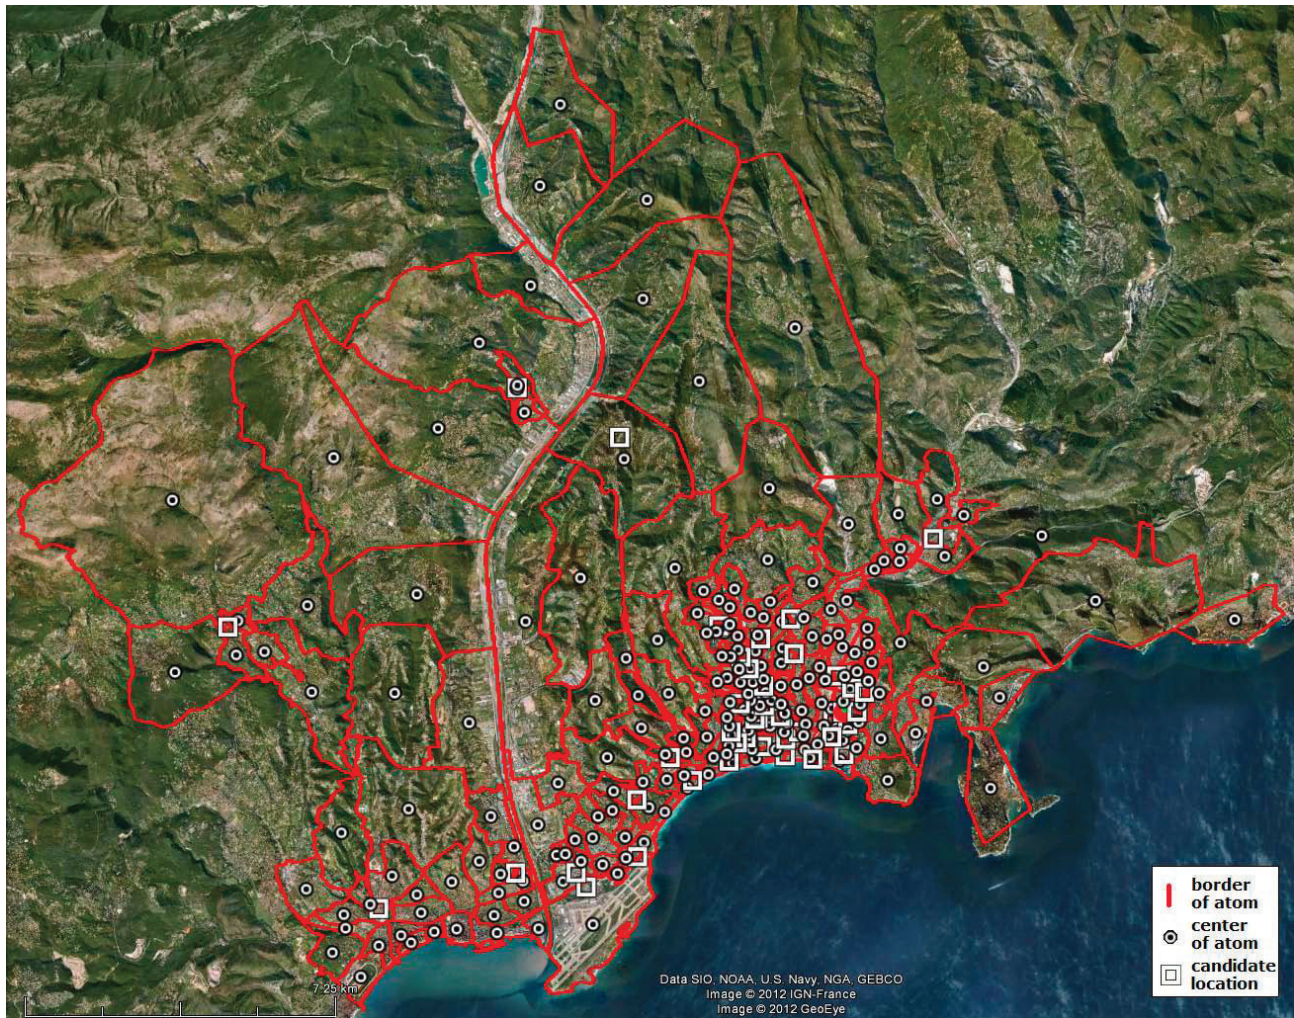 border
of atom
center
of atom
candidate
location
7.25 km
Data SIO, NOAA, U.S. Navy, NGA, GEBCO
Image © 2012 IGN-France
Image © 2012 GeoEye